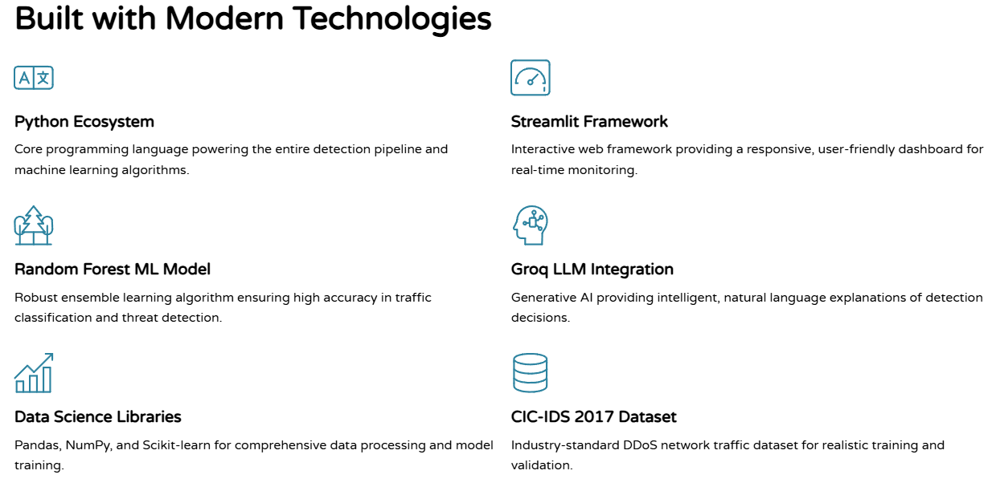 Built with Modern Technologies
A 文
Python Ecosystem
Core programming language powering the entire detection pipeline and
machine learning algorithms.
Streamlit Framework
Interactive web framework providing a responsive, user-friendly dashboard for
real-time monitoring.
Random Forest ML Model
Robust ensemble learning algorithm ensuring high accuracy in traffic
classification and threat detection.
Groq LLM Integration
Generative AI providing intelligent, natural language explanations of detection
decisions.
Data Science Libraries
Pandas, NumPy, and Scikit-learn for comprehensive data processing and model
training.
CIC-IDS 2017 Dataset
Industry-standard DDoS network traffic dataset for realistic training and
validation.